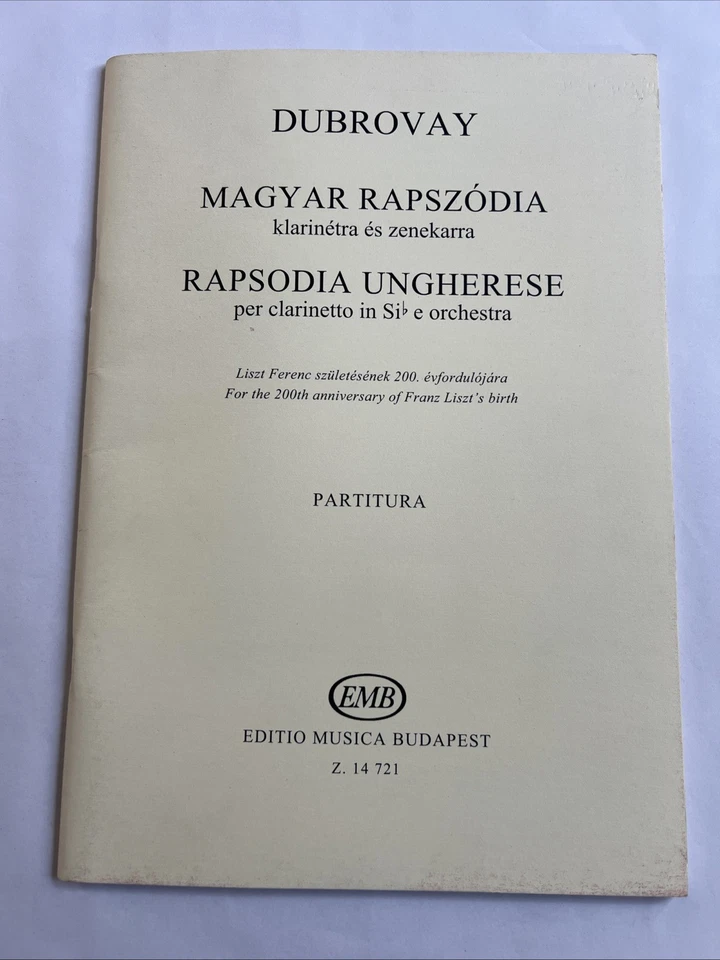 DUBROVAY
MAGYAR RAPSZÓDIA
klarinétra és zenekarra
RAPSODIA UNGHERESE
per clarinetto in Si♭ e orchestra
Liszt Ferenc születésének 200. évfordulójára
For the 200th anniversary of Franz Liszt's birth
PARTITURA
EMB
EDITIO MUSICA BUDAPEST
Z. 14 721